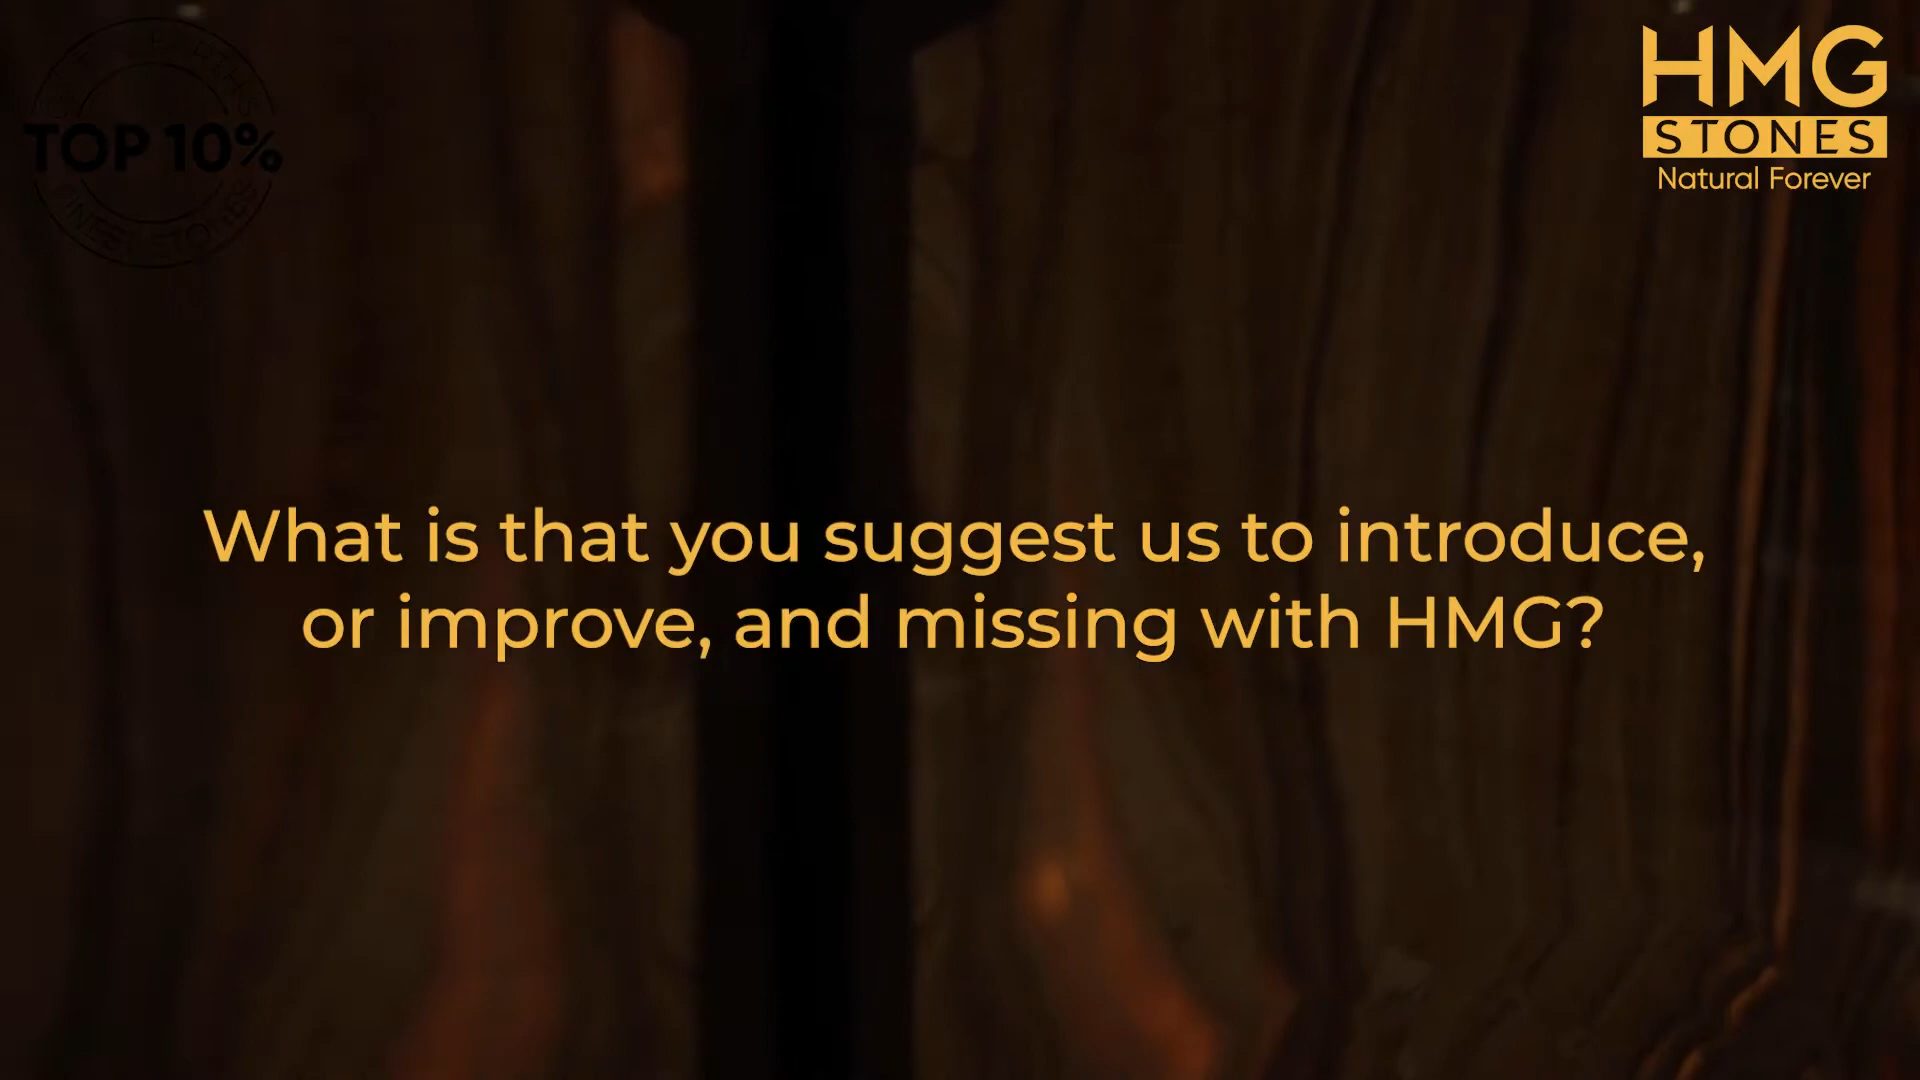 TOP 10%
HMG
STONES
Natural Forever
What is that you suggest us to introduce,
or improve, and missing with HMG?